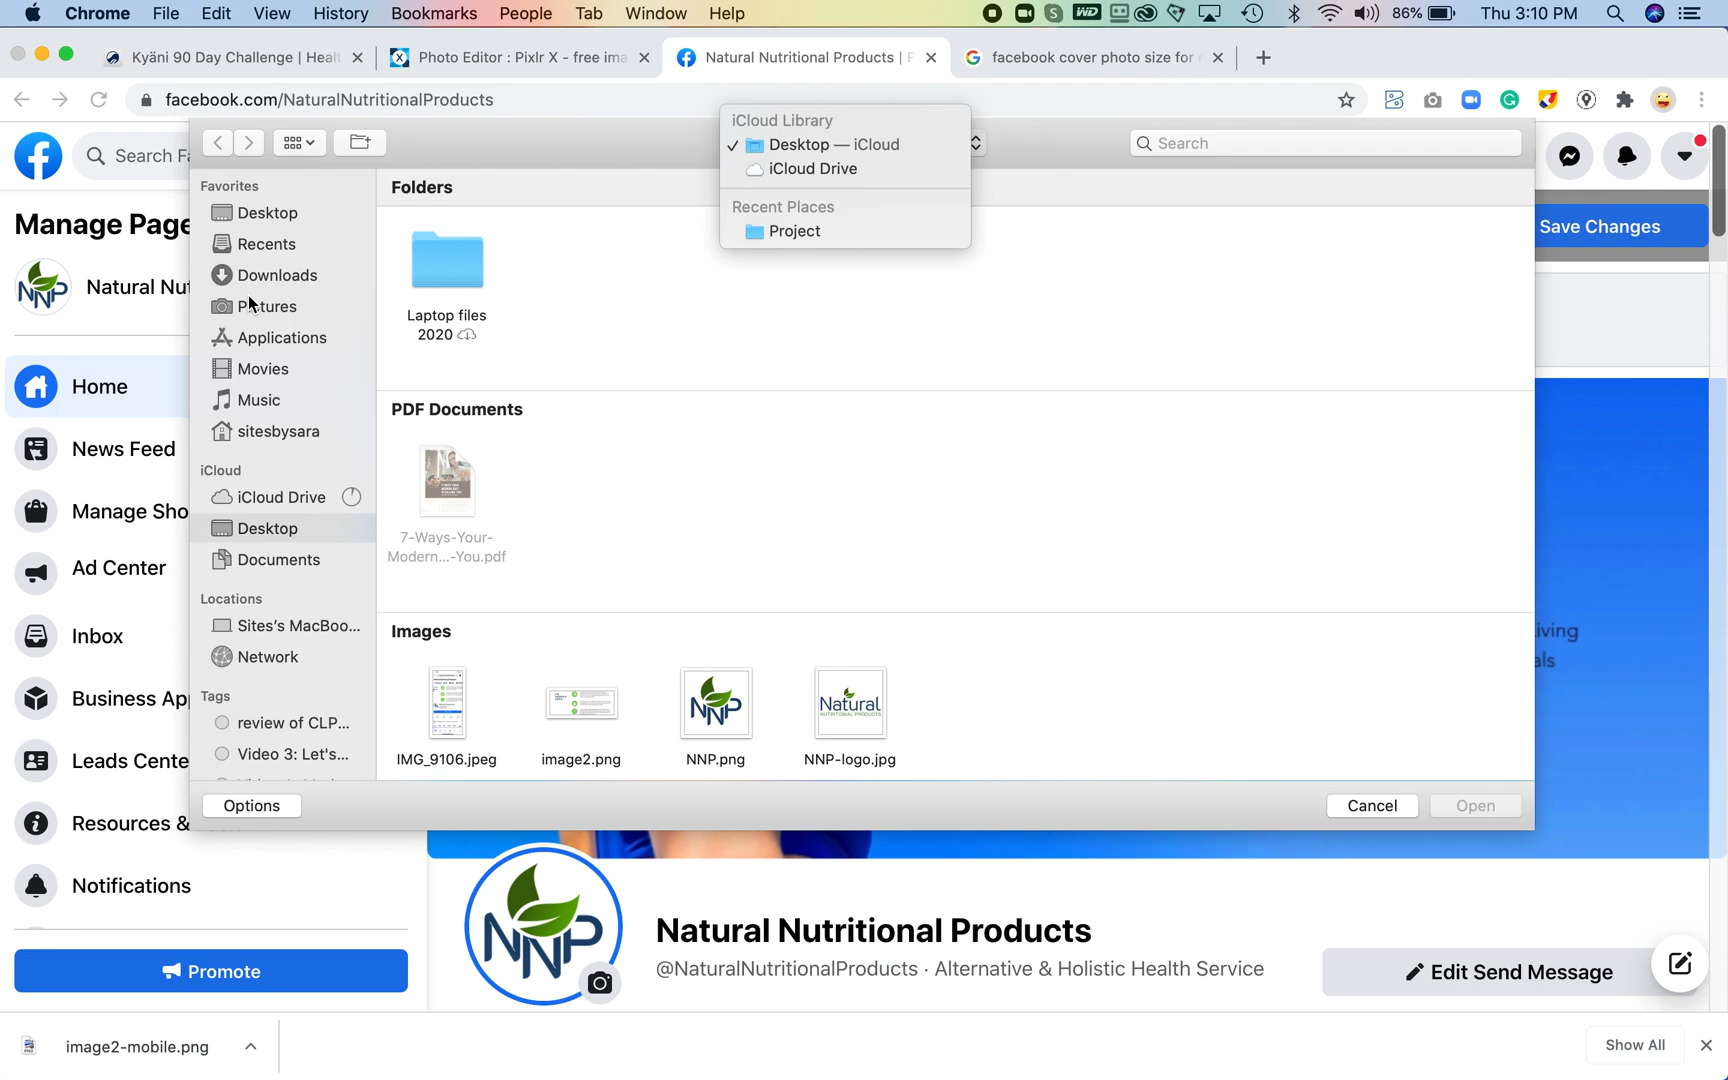 Chrome File Edit View History Bookmarks People Tab Window Help
86% Thu 3:10 PM
Kyäni 90 Day Challenge | Healt
Photo Editor : Pixlr X - free ima
Natural Nutritional Products | F
facebook cover photo size for
facebook.com/NaturalNutritionalProducts
Search Fa
Manage Page
Natural Nut
Home
News Feed
Manage Sho
Ad Center
Inbox
Business Ap
Leads Cente
Resources &
Notifications
Promote
iCloud Library
Desktop — iCloud
iCloud Drive
Recent Places
Project
Search
Favorites
Desktop
Recents
Downloads
Pictures
Applications
Movies
Music
sitesbysara
iCloud
iCloud Drive
Desktop
Documents
Locations
Sites's MacBoo...
Network
Tags
review of CLP...
Video 3: Let's...
Folders
Laptop files
2020
PDF Documents
7-Ways-Your-
Modern...-You.pdf
Images
IMG_9106.jpeg
image2.png
NNP
NNP.png
Natural
NUTRITIONAL PRODUCTS
NNP-logo.jpg
Options
Cancel
Open
Save Changes
iving
als
NNP
NNP
Natural Nutritional Products
@NaturalNutritionalProducts · Alternative & Holistic Health Service
Edit Send Message
image2-mobile.png
Show All